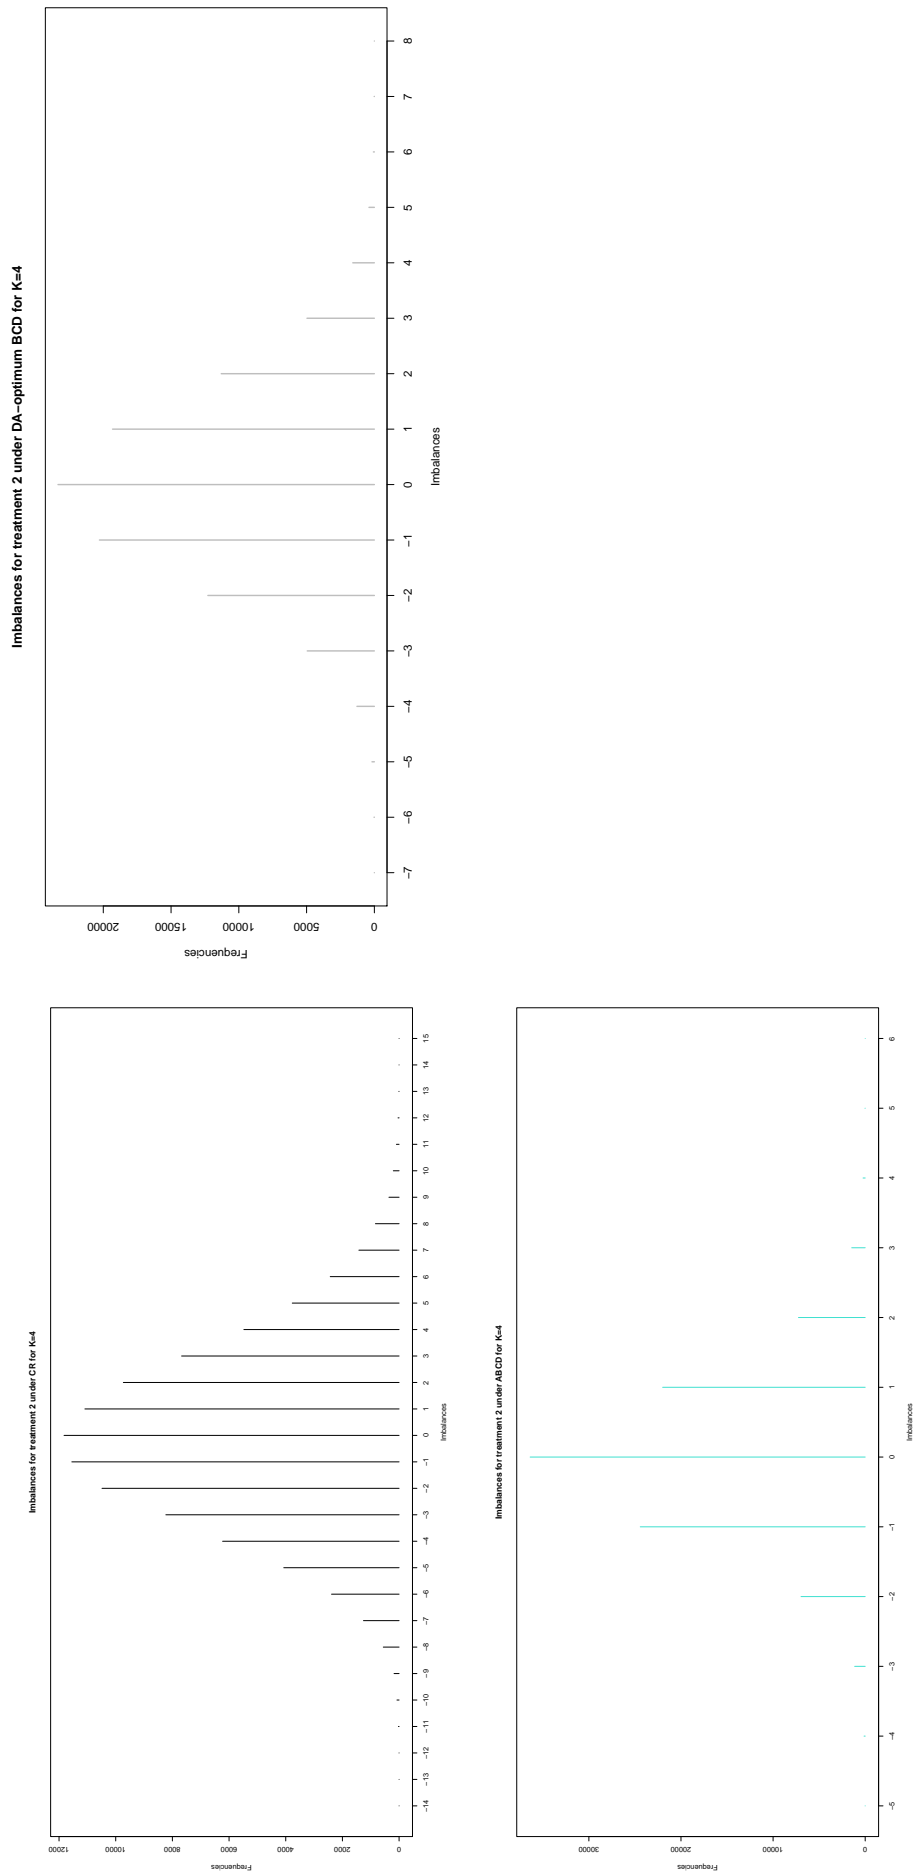 Imbalances for treatment 2 under CR for K=4
Frequencies
0 2000 4000 6000 8000 10000 12000
−14 −13 −12 −11 −10 −9 −8 −7 −6 −5 −4 −3 −2 −1 0 1 2 3 4 5 6 7 8 9 10 11 12 13 14 15
Imbalances
Imbalances for treatment 2 under DA−optimum BCD for K=4
Frequencies
0 5000 10000 15000 20000
−7 −6 −5 −4 −3 −2 −1 0 1 2 3 4 5 6 7 8
Imbalances
Imbalances for treatment 2 under ABCD for K=4
Frequencies
0 10000 20000 30000
−5 −4 −3 −2 −1 0 1 2 3 4 5 6
Imbalances